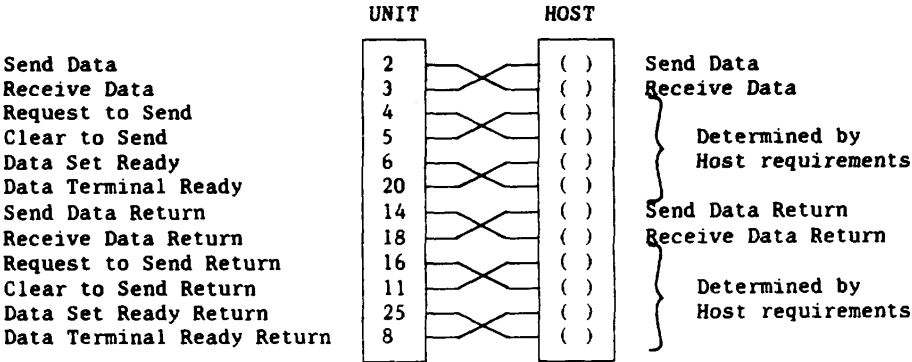 UNIT HOST
Send Data 2 ( ) Send Data
Receive Data 3 ( ) Receive Data
Request to Send 4 ( )
Clear to Send 5 ( ) Determined by
Data Set Ready 6 ( ) Host requirements
Data Terminal Ready 20 ( )
Send Data Return 14 ( ) Send Data Return
Receive Data Return 18 ( ) Receive Data Return
Request to Send Return 16 ( )
Clear to Send Return 11 ( ) Determined by
Data Set Ready Return 25 ( ) Host requirements
Data Terminal Ready Return 8 ( )